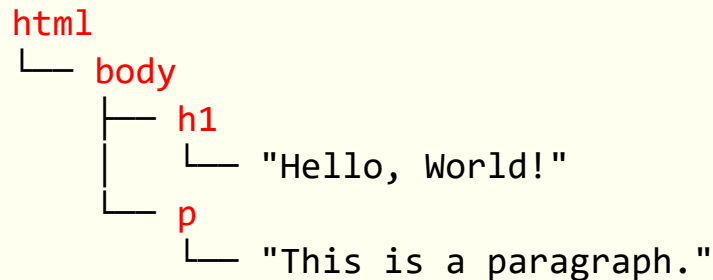 html
└── body
    ├── h1
    │   └── "Hello, World!"
    └── p
        └── "This is a paragraph."